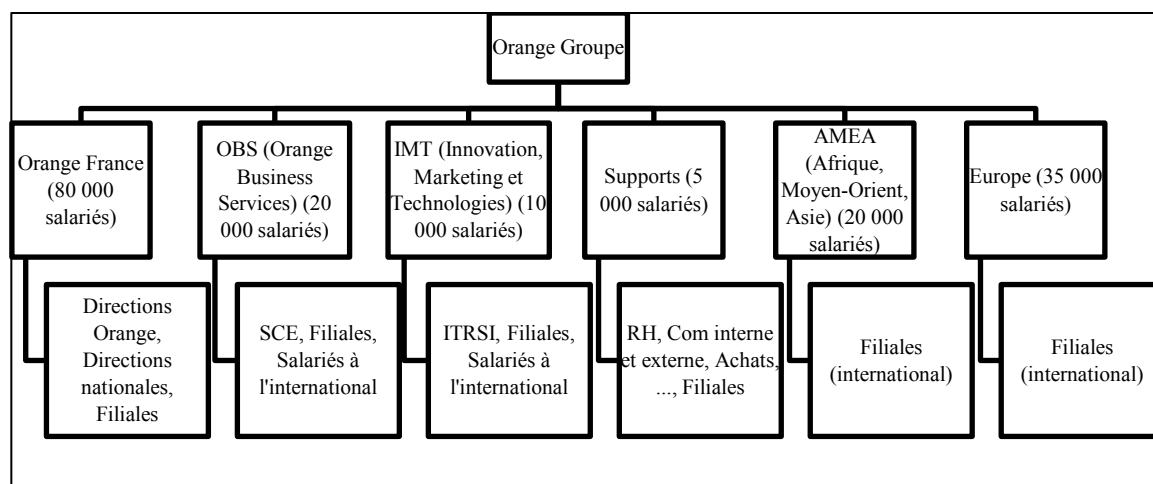 Orange Groupe
Orange France
(80 000
salariés)
OBS (Orange
Business
Services) (20
000 salariés)
IMT (Innovation,
Marketing et
Technologies) (10
000 salariés)
Supports (5
000 salariés)
AMEA
(Afrique,
Moyen-Orient,
Asie) (20 000
salariés)
Europe (35 000
salariés)
Directions
Orange,
Directions
nationales,
Filiales
SCE, Filiales,
Salariés à
l'international
ITRSI, Filiales,
Salariés à
l'international
RH, Com interne
et externe, Achats,
..., Filiales
Filiales
(international)
Filiales
(international)